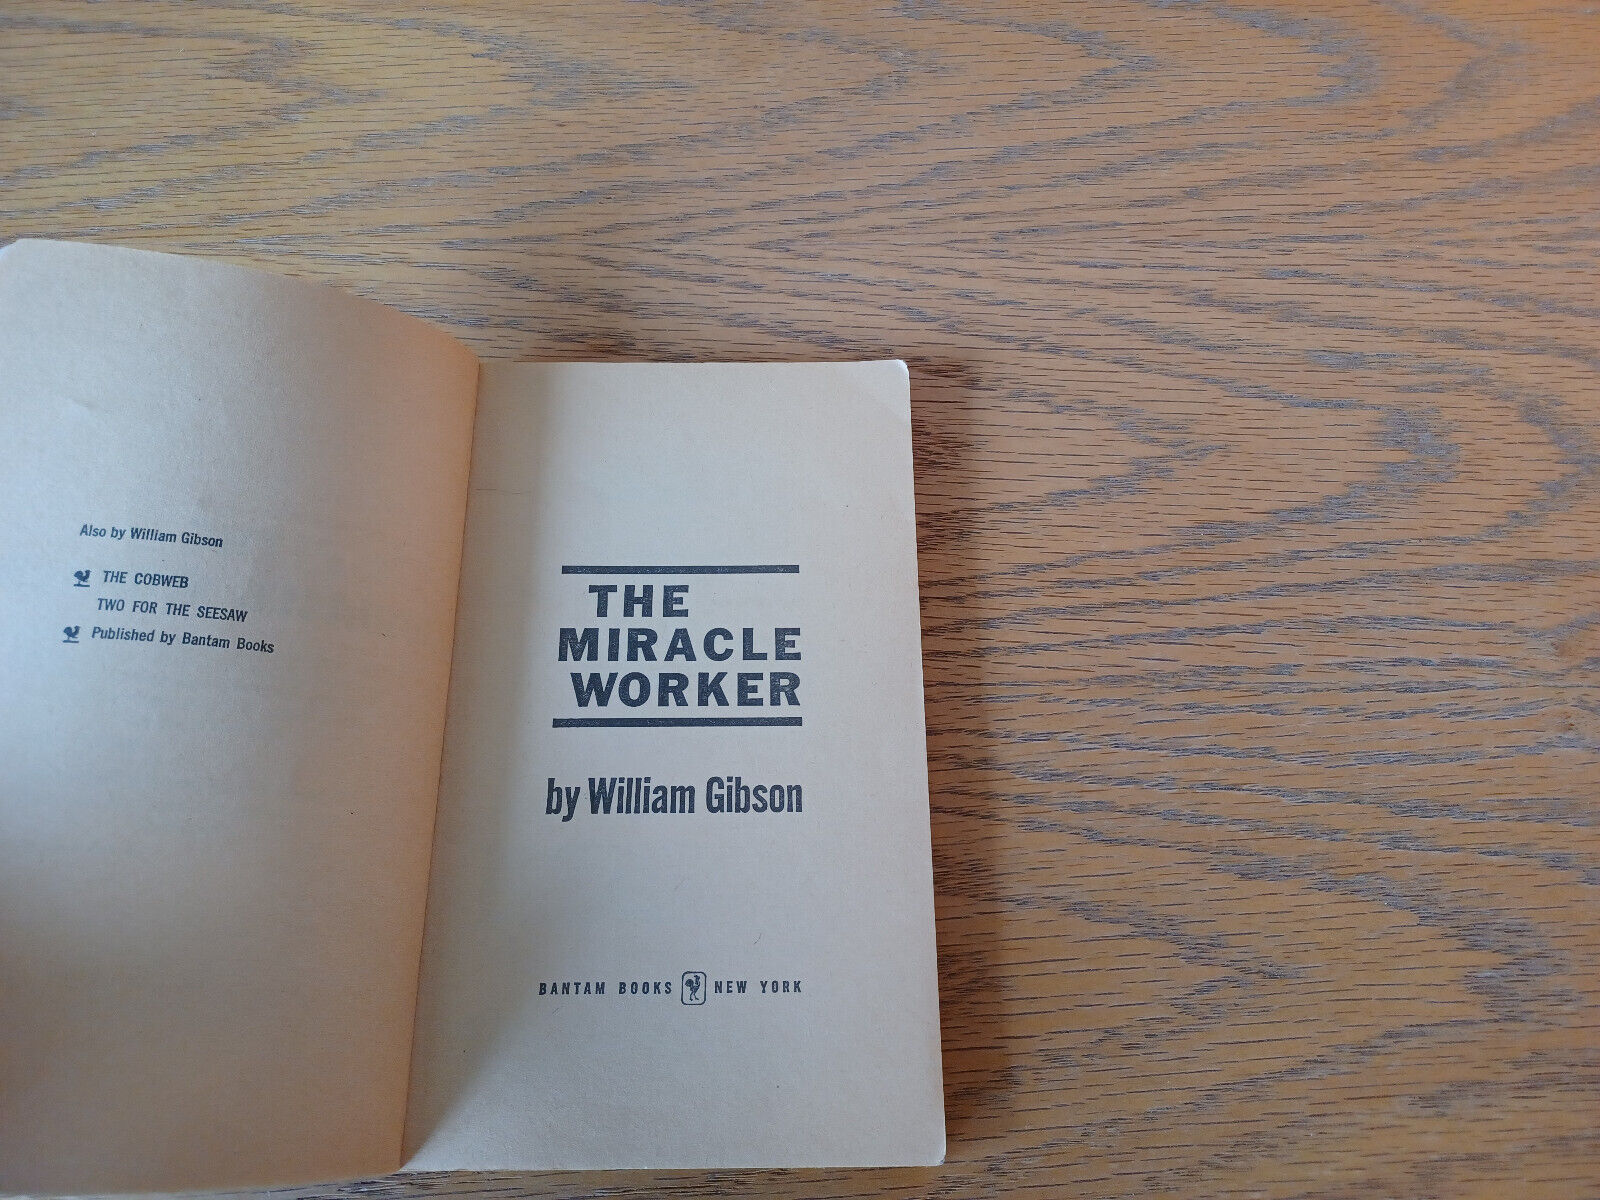 Also by William Gibson
THE COBWEB
TWO FOR THE SEESAW
Published by Bantam Books
THE
MIRACLE
WORKER
by William Gibson
BANTAM BOOKS NEW YORK